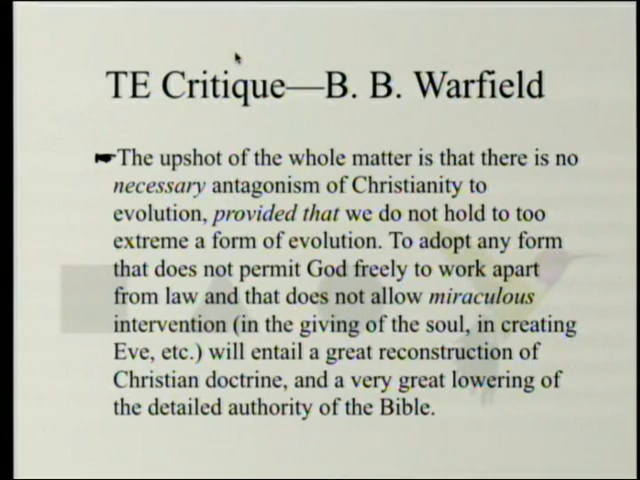 TE Critique—B. B. Warfield
The upshot of the whole matter is that there is no
necessary antagonism of Christianity to
evolution, provided that we do not hold to too
extreme a form of evolution. To adopt any form
that does not permit God freely to work apart
from law and that does not allow miraculous
intervention (in the giving of the soul, in creating
Eve, etc.) will entail a great reconstruction of
Christian doctrine, and a very great lowering of
the detailed authority of the Bible.